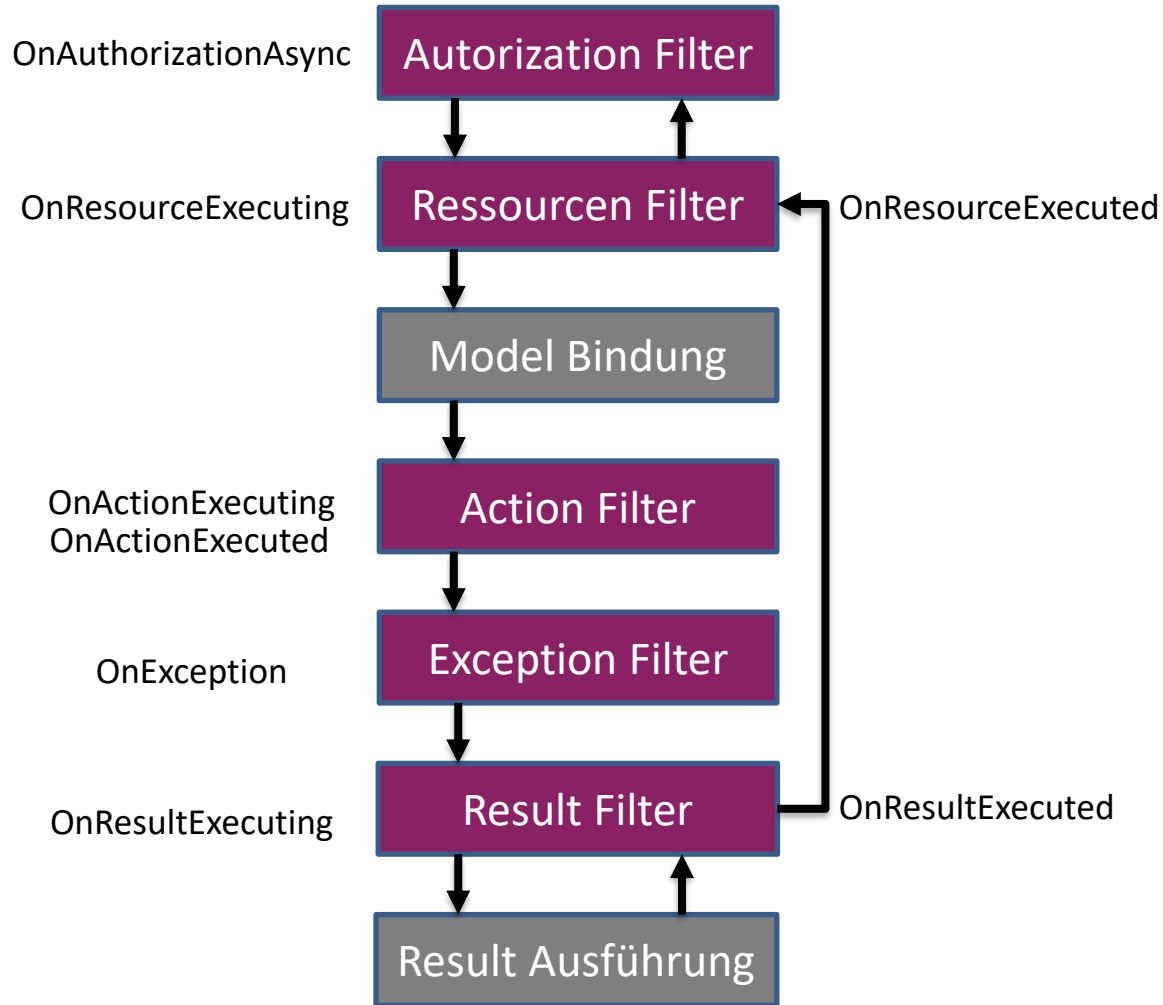 OnAuthorizationAsync
Autorization Filter
OnResourceExecuting
Ressourcen Filter
OnResourceExecuted
Model Bindung
OnActionExecuting
OnActionExecuted
Action Filter
OnException
Exception Filter
OnResultExecuting
Result Filter
OnResultExecuted
Result Ausführung